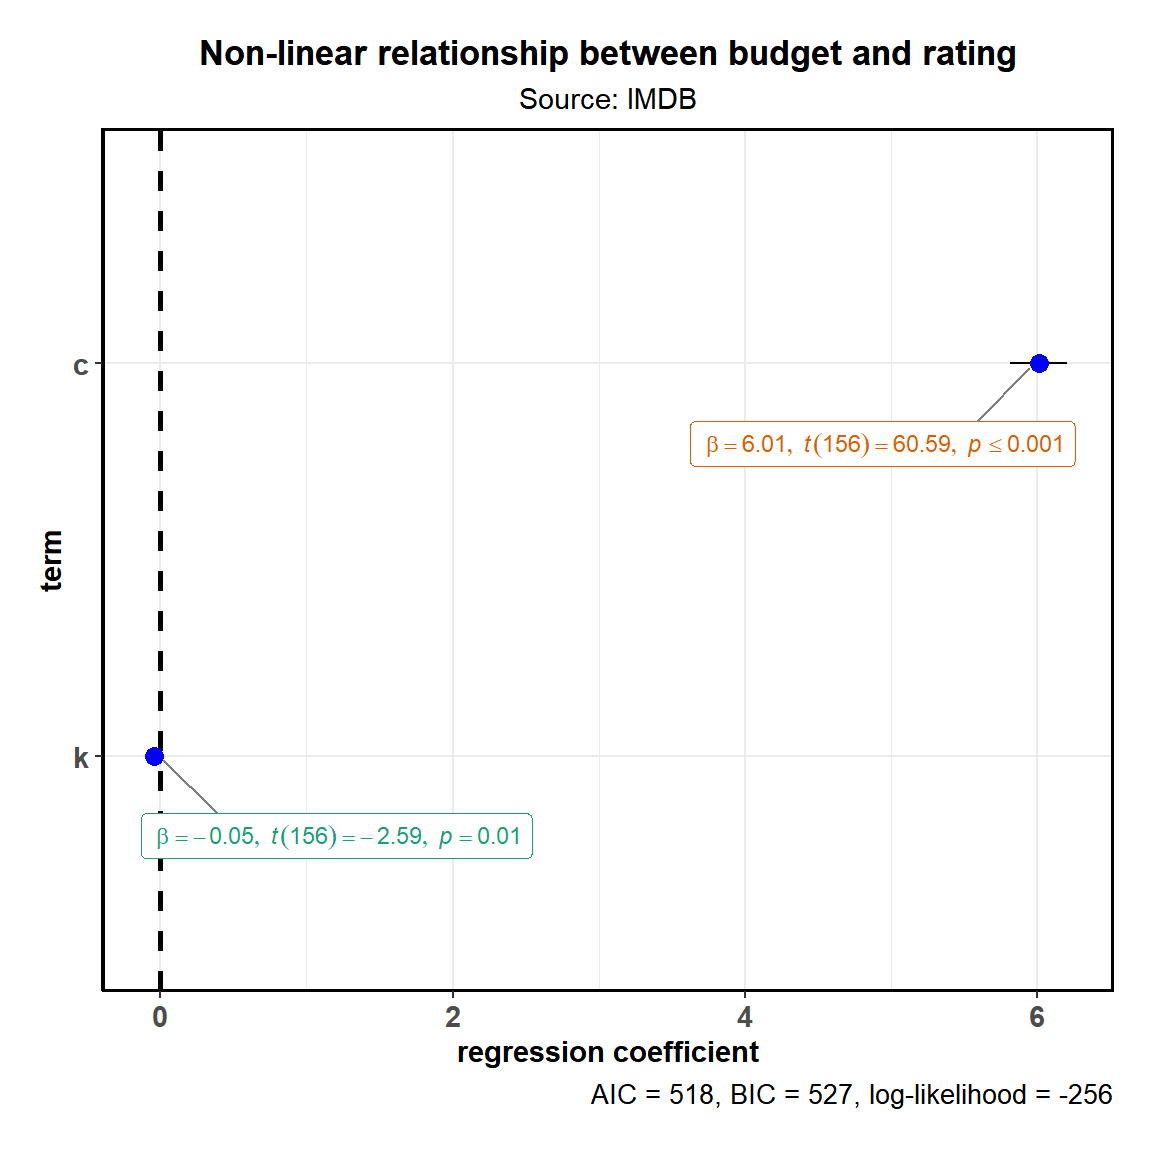 Non-linear relationship between budget and rating
Source: IMDB
c
β = 6.01, t(156) = 60.59, p ≤ 0.001
term
k
β = − 0.05, t(156) = − 2.59, p = 0.01
0 2 4 6
regression coefficient
AIC = 518, BIC = 527, log-likelihood = -256